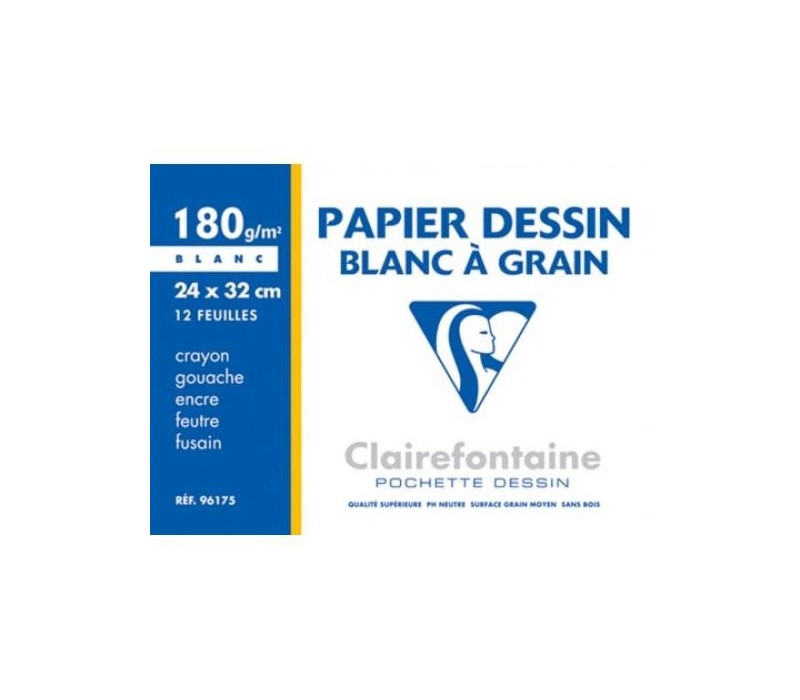 180g/m²
BLANC
24 x 32 cm
12 FEUILLES
crayon
gouache
encre
feutre
fusain
RÉF. 96175
PAPIER DESSIN
BLANC À GRAIN
Clairefontaine
POCHETTE DESSIN
QUALITÉ SUPÉRIEURE PH NEUTRE SURFACE GRAIN MOYEN SANS BOIS